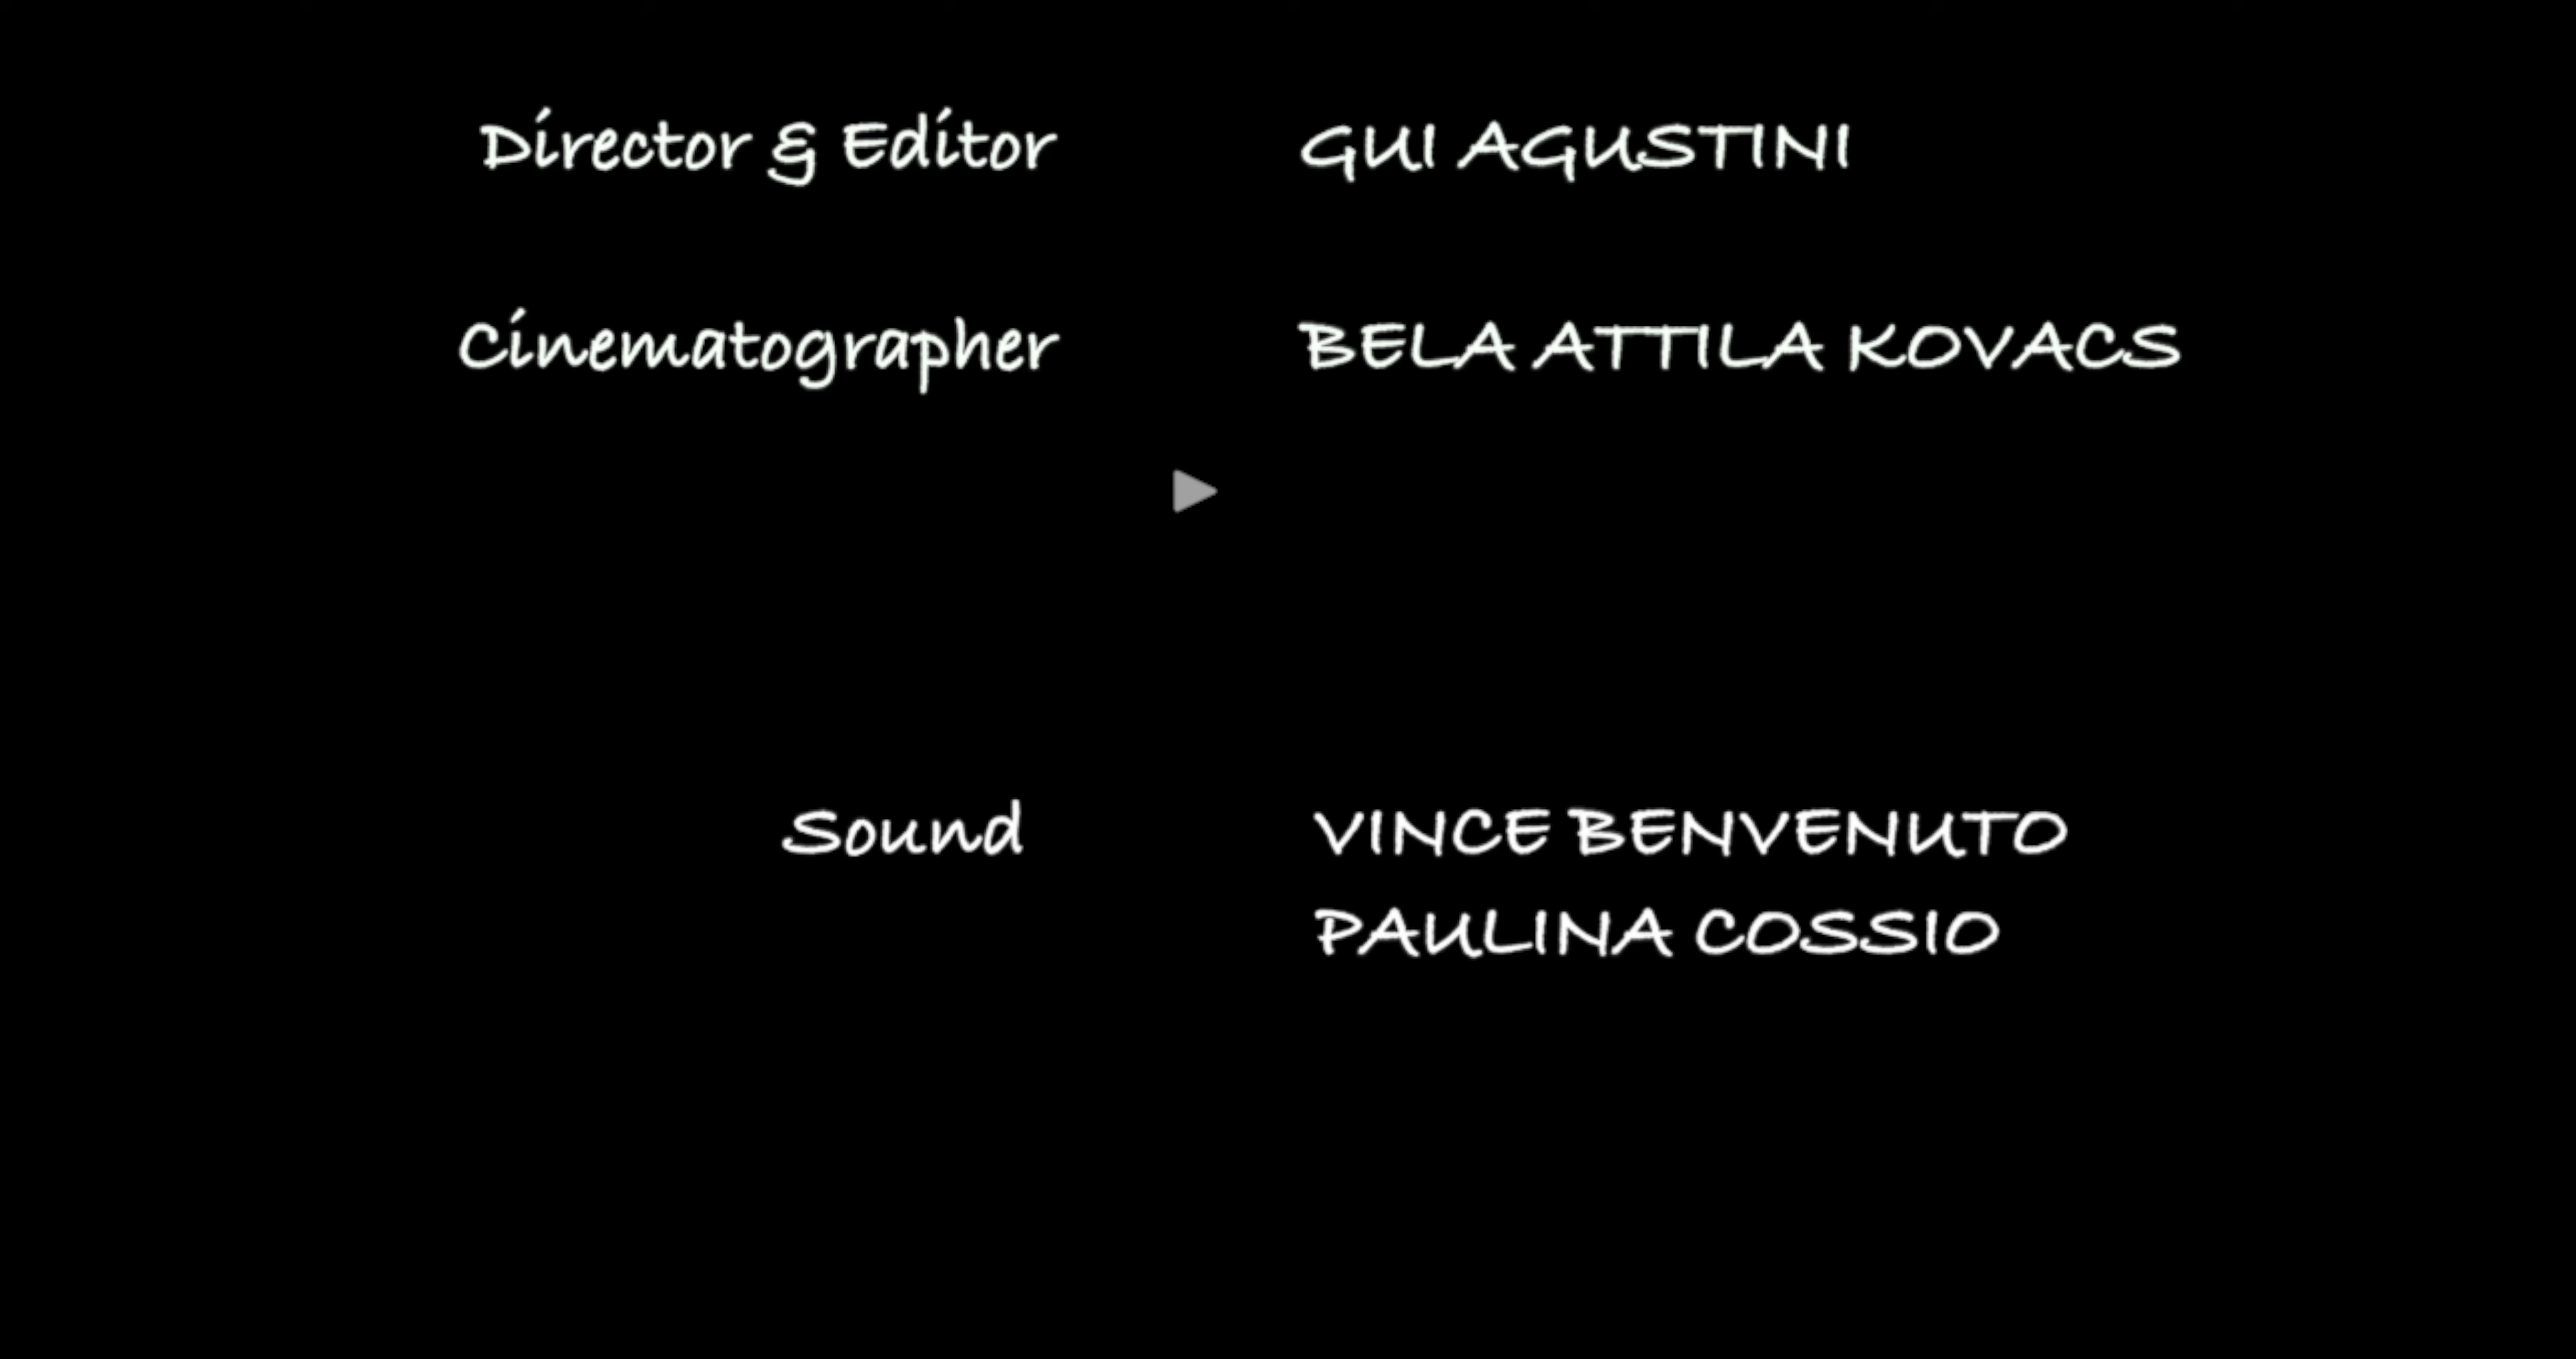 Director & Editor GUI AGUSTINI
Cinematographer BELA ATTILA KOVACS
Sound VINCE BENVENUTO
PAULINA COSSIO